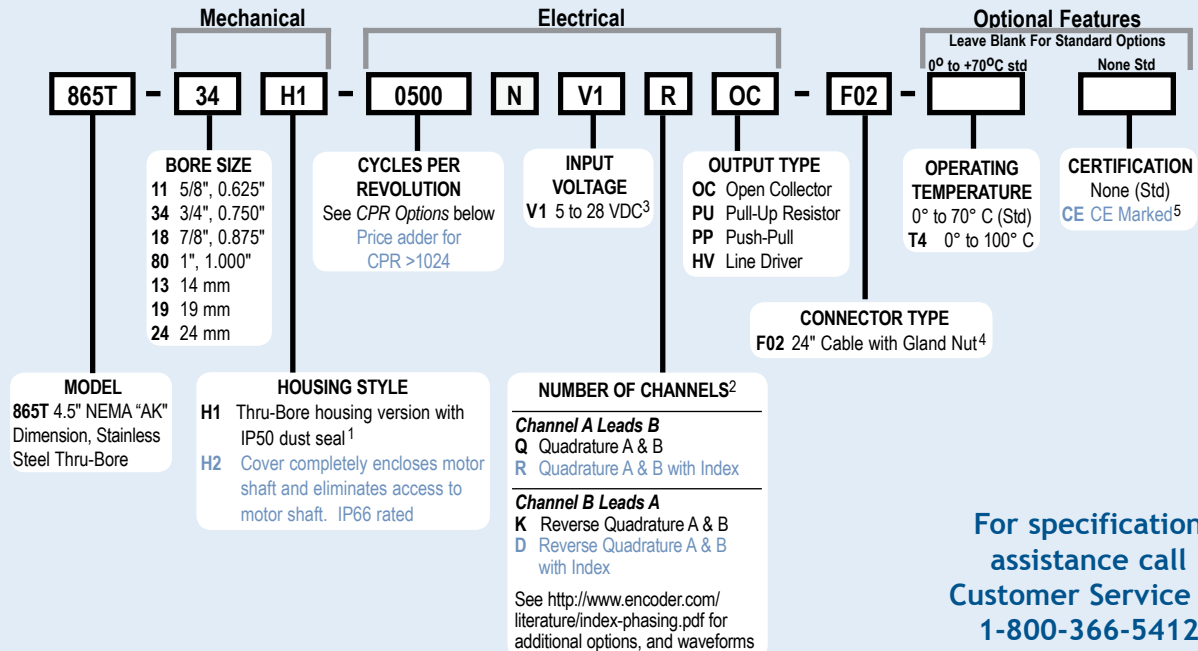 Mechanical
Electrical
Optional Features
Leave Blank For Standard Options
0⁰ to +70⁰C std
None Std
865T - 34 H1 - 0500 N V1 R OC - F02 -
BORE SIZE
11 5/8", 0.625"
34 3/4", 0.750"
18 7/8", 0.875"
80 1", 1.000"
13 14 mm
19 19 mm
24 24 mm
CYCLES PER
REVOLUTION
See CPR Options below
Price adder for
CPR >1024
INPUT
VOLTAGE
V1 5 to 28 VDC3
OUTPUT TYPE
OC Open Collector
PU Pull-Up Resistor
PP Push-Pull
HV Line Driver
OPERATING
TEMPERATURE
0° to 70° C (Std)
T4 0° to 100° C
CERTIFICATION
None (Std)
CE CE Marked5
CONNECTOR TYPE
F02 24" Cable with Gland Nut4
MODEL
865T 4.5" NEMA “AK”
Dimension, Stainless
Steel Thru-Bore
HOUSING STYLE
H1 Thru-Bore housing version with
IP50 dust seal1
H2 Cover completely encloses motor
shaft and eliminates access to
motor shaft. IP66 rated
NUMBER OF CHANNELS2
Channel A Leads B
Q Quadrature A & B
R Quadrature A & B with Index
Channel B Leads A
K Reverse Quadrature A & B
D Reverse Quadrature A & B
with Index
See http://www.encoder.com/
literature/index-phasing.pdf for
additional options, and waveforms
For specification
assistance call
Customer Service
1-800-366-5412